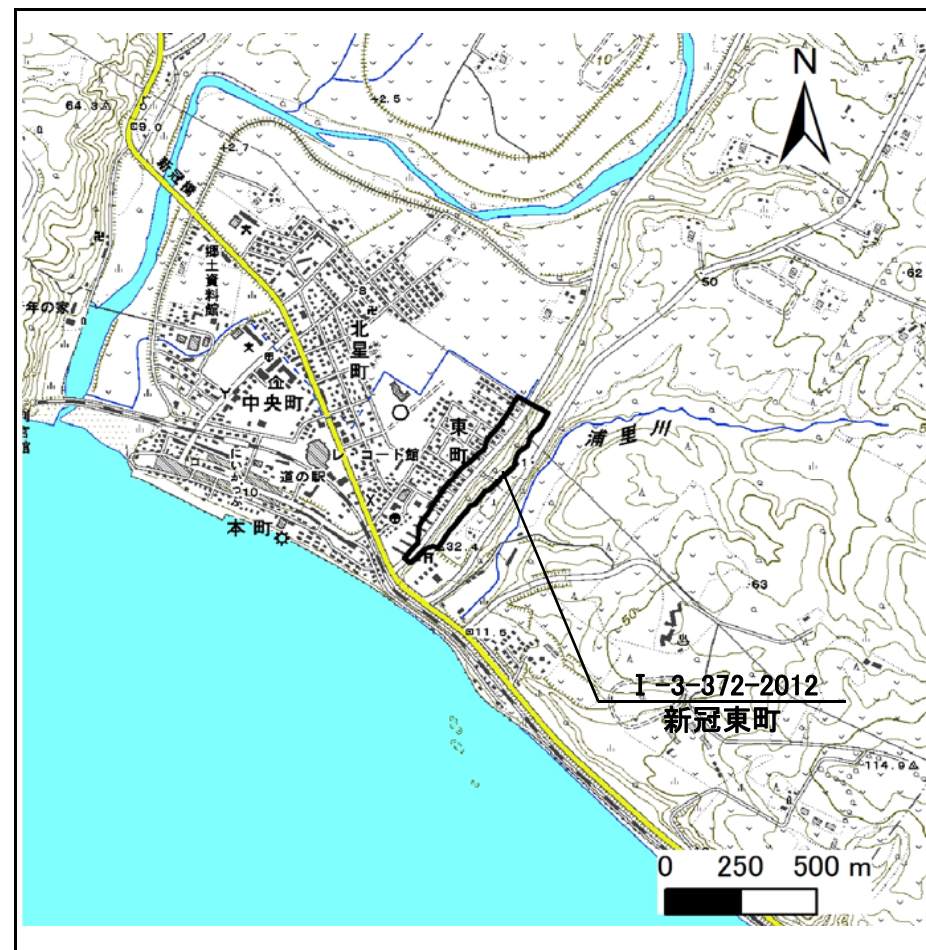 N
10
2.5
64.3
9.0
2.7
新冠橋
郷土資料館
年の家
8
北星町
中央町
東町
浦里川
50
62
レ・コード館
道の駅
にいかっぷ
10
本町
32.4
11.5
63
50
I-3-372-2012
新冠東町
114.9
0 250 500 m